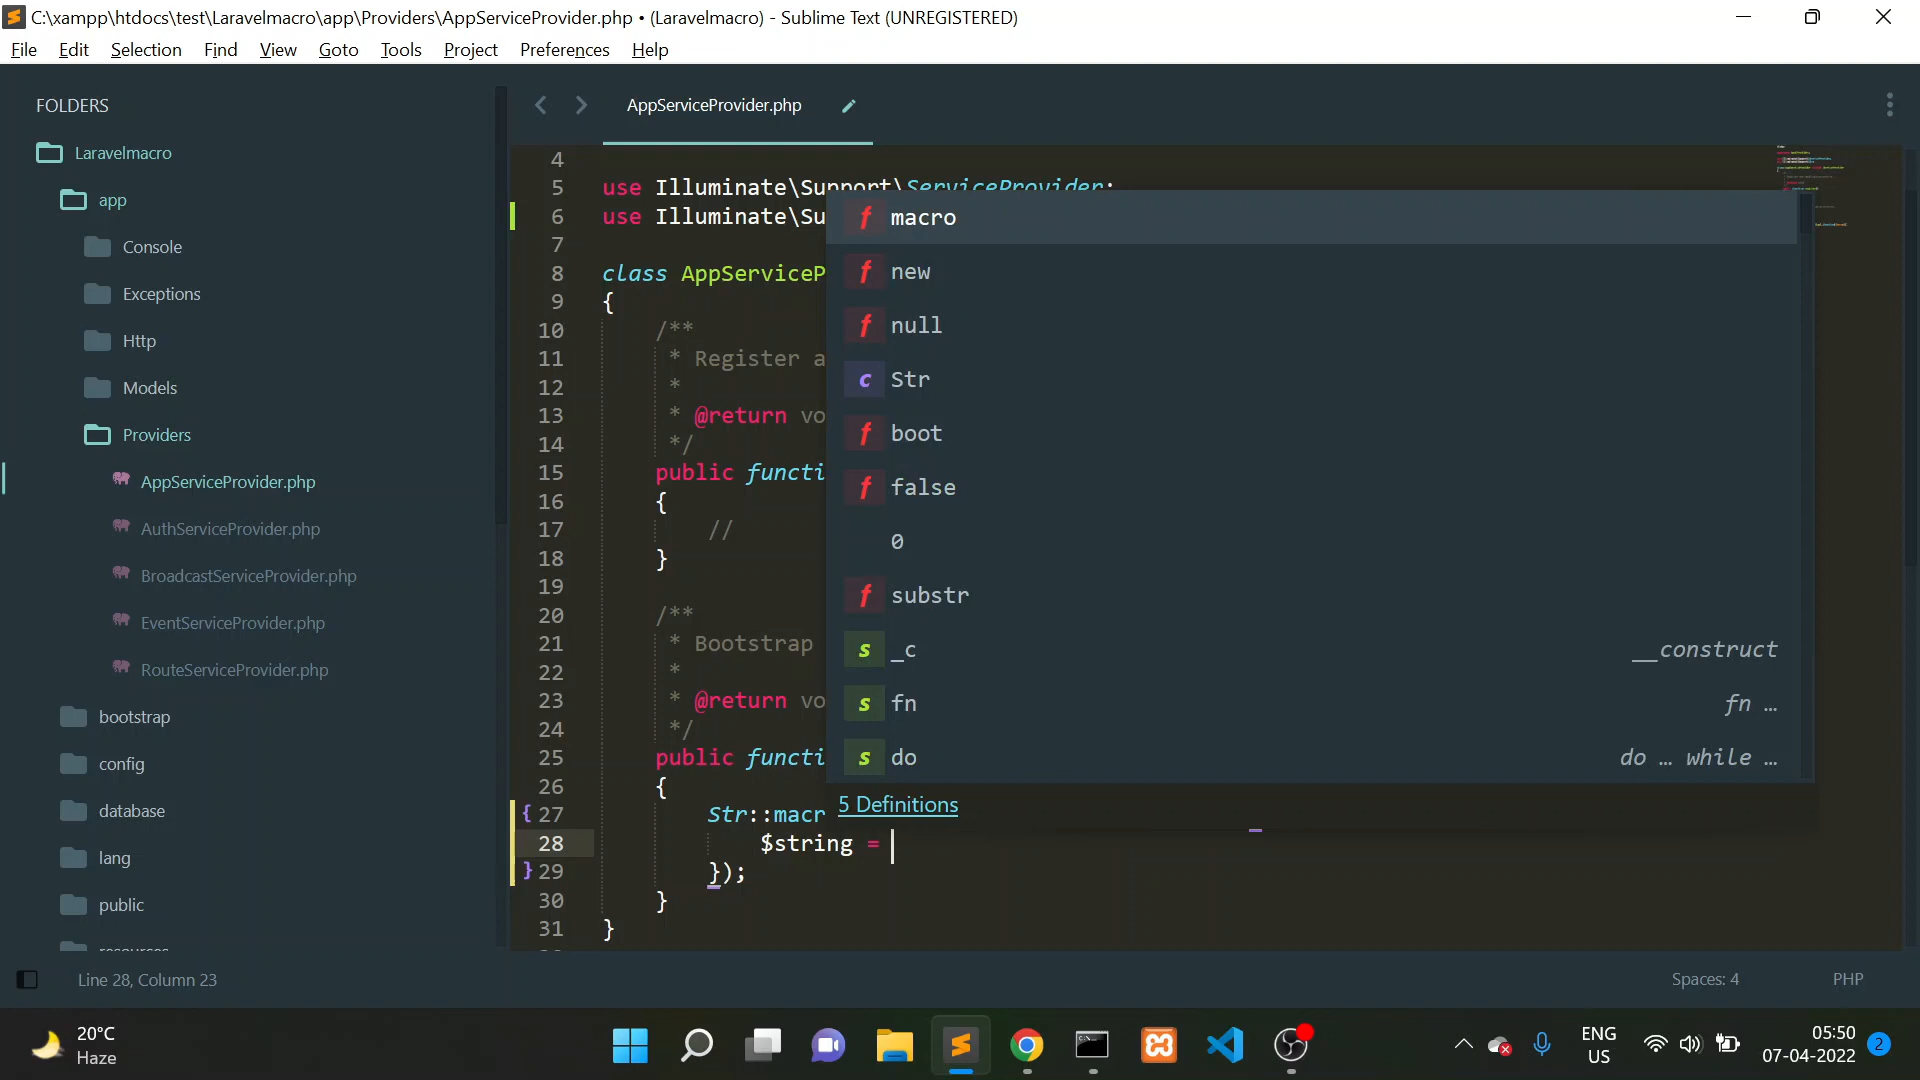 C:\xampp\htdocs\test\Laravelmacro\app\Providers\AppServiceProvider.php • (Laravelmacro) - Sublime Text (UNREGISTERED)
File Edit Selection Find View Goto Tools Project Preferences Help
FOLDERS
Laravelmacro
app
Console
Exceptions
Http
Models
Providers
AppServiceProvider.php
AuthServiceProvider.php
BroadcastServiceProvider.php
EventServiceProvider.php
RouteServiceProvider.php
bootstrap
config
database
lang
public
resources
AppServiceProvider.php
4
5 use Illuminate\Support\ServiceProvider;
6 use Illuminate\Su
7
8 class AppServiceP
9 {
10 /**
11 * Register a
12 *
13 * @return vo
14 */
15 public functi
16 {
17 //
18 }
19
20 /**
21 * Bootstrap
22 *
23 * @return vo
24 */
25 public functi
26 {
27 Str::macr
28 $string =
29 });
30 }
31 }
f macro
f new
f null
c Str
f boot
f false
0
f substr
s _c __construct
s fn fn …
s do do … while …
5 Definitions
Line 28, Column 23
Spaces: 4
PHP
20°C
Haze
ENG
US
05:50
07-04-2022
2